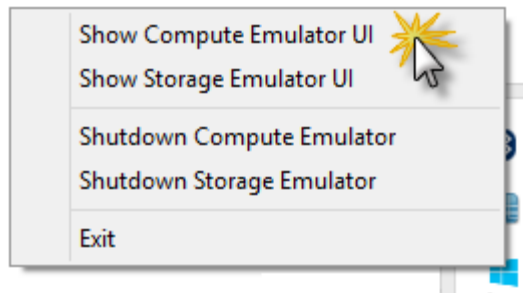 Show Compute Emulator UI
Show Storage Emulator UI
Shutdown Compute Emulator
Shutdown Storage Emulator
Exit